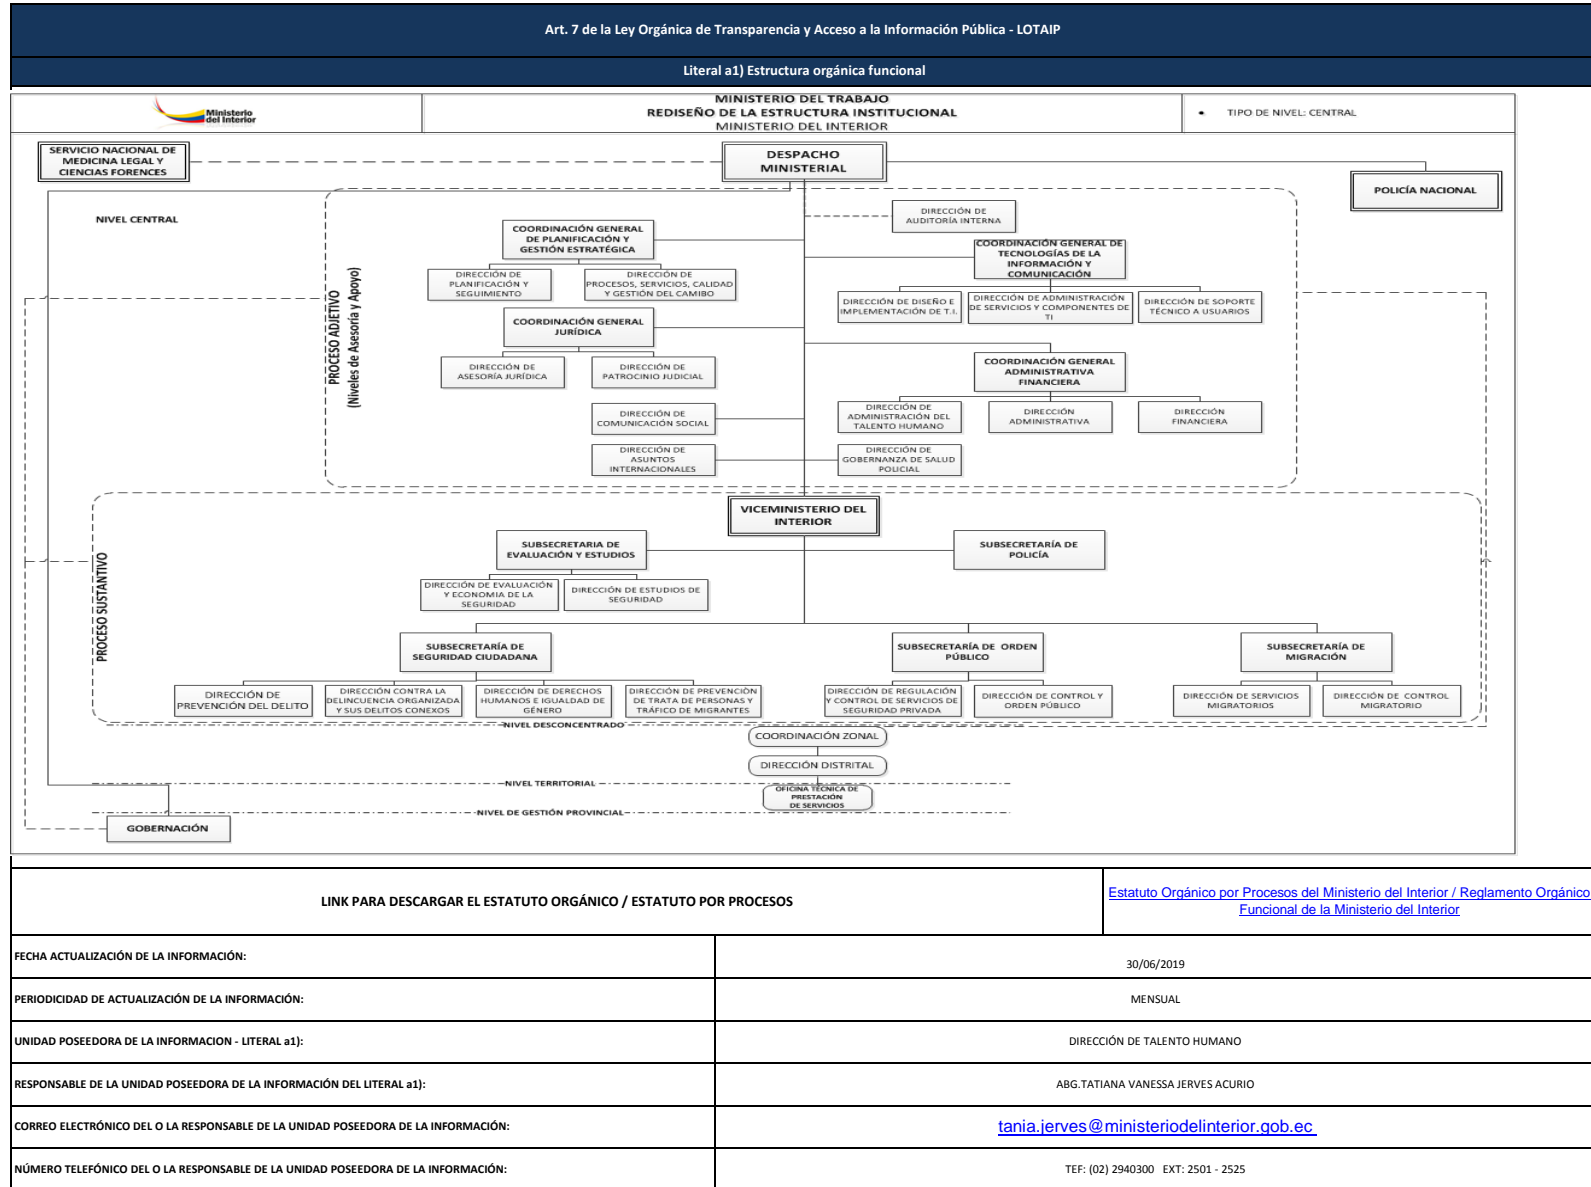 Art. 7 de la Ley Orgánica de Transparencia y Acceso a la Información Pública - LOTAIP
Literal a1) Estructura orgánica funcional
Ministerio
del Interior
MINISTERIO DEL TRABAJO
REDISEÑO DE LA ESTRUCTURA INSTITUCIONAL
MINISTERIO DEL INTERIOR
• TIPO DE NIVEL: CENTRAL
SERVICIO NACIONAL DE
MEDICINA LEGAL Y
CIENCIAS FORENCES
DESPACHO
MINISTERIAL
POLICÍA NACIONAL
NIVEL CENTRAL
PROCESO ADJETIVO
(Niveles de Asesoría y Apoyo)
DIRECCIÓN DE
AUDITORÍA INTERNA
COORDINACIÓN GENERAL
DE PLANIFICACIÓN Y
GESTIÓN ESTRATÉGICA
COORDINACIÓN GENERAL DE
TECNOLOGÍAS DE LA
INFORMACIÓN Y
COMUNICACIÓN
DIRECCIÓN DE
PLANIFICACIÓN Y
SEGUIMIENTO
DIRECCIÓN DE
PROCESOS, SERVICIOS, CALIDAD
Y GESTIÓN DEL CAMIBO
DIRECCIÓN DE DISEÑO E
IMPLEMENTACIÓN DE T.I.
DIRECCIÓN DE ADMINISTRACIÓN
DE SERVICIOS Y COMPONENTES DE
TI
DIRECCIÓN DE SOPORTE
TÉCNICO A USUARIOS
COORDINACIÓN GENERAL
JURÍDICA
DIRECCIÓN DE
ASESORÍA JURÍDICA
DIRECCIÓN DE
PATROCINIO JUDICIAL
COORDINACIÓN GENERAL
ADMINISTRATIVA
FINANCIERA
DIRECCIÓN DE
COMUNICACIÓN SOCIAL
DIRECCIÓN DE
ADMINISTRACIÓN DEL
TALENTO HUMANO
DIRECCIÓN
ADMINISTRATIVA
DIRECCIÓN
FINANCIERA
DIRECCIÓN DE
ASUNTOS
INTERNACIONALES
DIRECCIÓN DE
GOBERNANZA DE SALUD
POLICIAL
PROCESO SUSTANTIVO
VICEMINISTERIO DEL
INTERIOR
SUBSECRETARIA DE
EVALUACIÓN Y ESTUDIOS
SUBSECRETARÍA DE
POLICÍA
DIRECCIÓN DE EVALUACIÓN
Y ECONOMIA DE LA
SEGURIDAD
DIRECCIÓN DE ESTUDIOS DE
SEGURIDAD
SUBSECRETARÍA DE
SEGURIDAD CIUDADANA
SUBSECRETARÍA DE ORDEN
PÚBLICO
SUBSECRETARÍA DE
MIGRACIÓN
DIRECCIÓN DE
PREVENCIÓN DEL DELITO
DIRECCIÓN CONTRA LA
DELINCUENCIA ORGANIZADA
Y SUS DELITOS CONEXOS
DIRECCIÓN DE DERECHOS
HUMANOS E IGUALDAD DE
GÉNERO
DIRECCIÓN DE PREVENCIÒN
DE TRATA DE PERSONAS Y
TRÁFICO DE MIGRANTES
DIRECCIÓN DE REGULACIÓN
Y CONTROL DE SERVICIOS DE
SEGURIDAD PRIVADA
DIRECCIÓN DE CONTROL Y
ORDEN PÚBLICO
DIRECCIÓN DE SERVICIOS
MIGRATORIOS
DIRECCIÓN DE CONTROL
MIGRATORIO
NIVEL DESCONCENTRADO
COORDINACIÓN ZONAL
DIRECCIÓN DISTRITAL
NIVEL TERRITORIAL
OFICINA TÉCNICA DE
PRESTACIÓN
DE SERVICIOS
NIVEL DE GESTIÓN PROVINCIAL
GOBERNACIÓN
LINK PARA DESCARGAR EL ESTATUTO ORGÁNICO / ESTATUTO POR PROCESOS
Estatuto Orgánico por Procesos del Ministerio del Interior / Reglamento Orgánico
Funcional de la Ministerio del Interior
FECHA ACTUALIZACIÓN DE LA INFORMACIÓN:
30/06/2019
PERIODICIDAD DE ACTUALIZACIÓN DE LA INFORMACIÓN:
MENSUAL
UNIDAD POSEEDORA DE LA INFORMACION - LITERAL a1):
DIRECCIÓN DE TALENTO HUMANO
RESPONSABLE DE LA UNIDAD POSEEDORA DE LA INFORMACIÓN DEL LITERAL a1):
ABG.TATIANA VANESSA JERVES ACURIO
CORREO ELECTRÓNICO DEL O LA RESPONSABLE DE LA UNIDAD POSEEDORA DE LA INFORMACIÓN:
tania.jerves@ministeriodelinterior.gob.ec
NÚMERO TELEFÓNICO DEL O LA RESPONSABLE DE LA UNIDAD POSEEDORA DE LA INFORMACIÓN:
TEF: (02) 2940300 EXT: 2501 - 2525